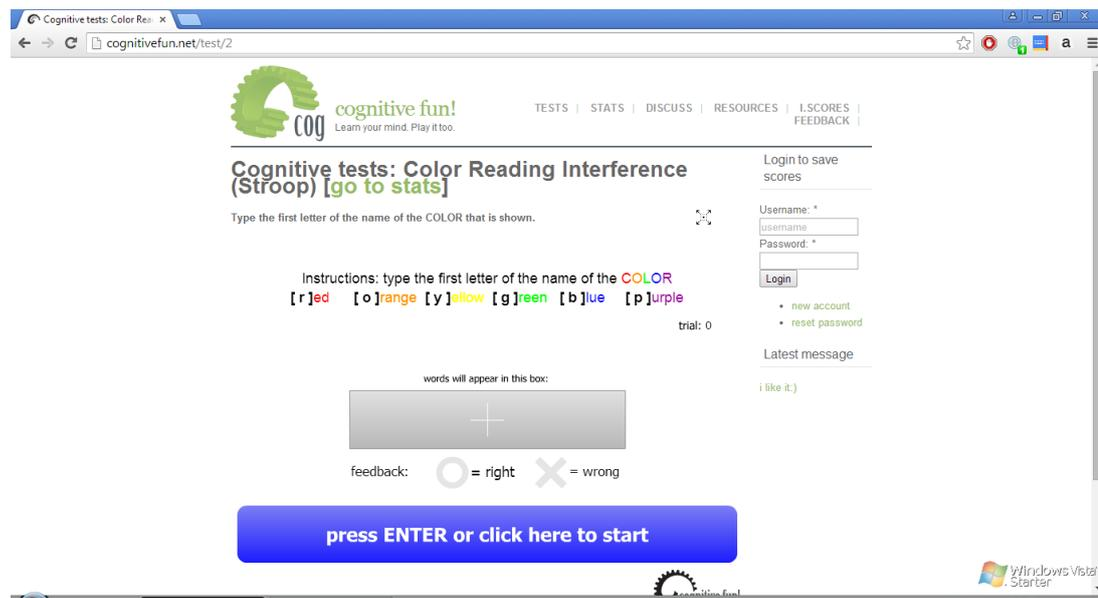 Cognitive tests: Color Rea
cognitivefun.net/test/2
1
a
cog
cognitive fun!
Learn your mind. Play it too.
TESTS | STATS | DISCUSS | RESOURCES | I.SCORES |
FEEDBACK |
Cognitive tests: Color Reading Interference
(Stroop) [go to stats]
Type the first letter of the name of the COLOR that is shown.
Instructions: type the first letter of the name of the COLOR
[ r ]ed [ o ]range [ y ]ellow [ g ]reen [ b ]lue [ p ]urple
trial: 0
words will appear in this box:
feedback: = right = wrong
press ENTER or click here to start
cognitive fun!
Login to save
scores
Username: *
username
Password: *
Login
• new account
• reset password
Latest message
i like it:)
Windows Vista
Starter